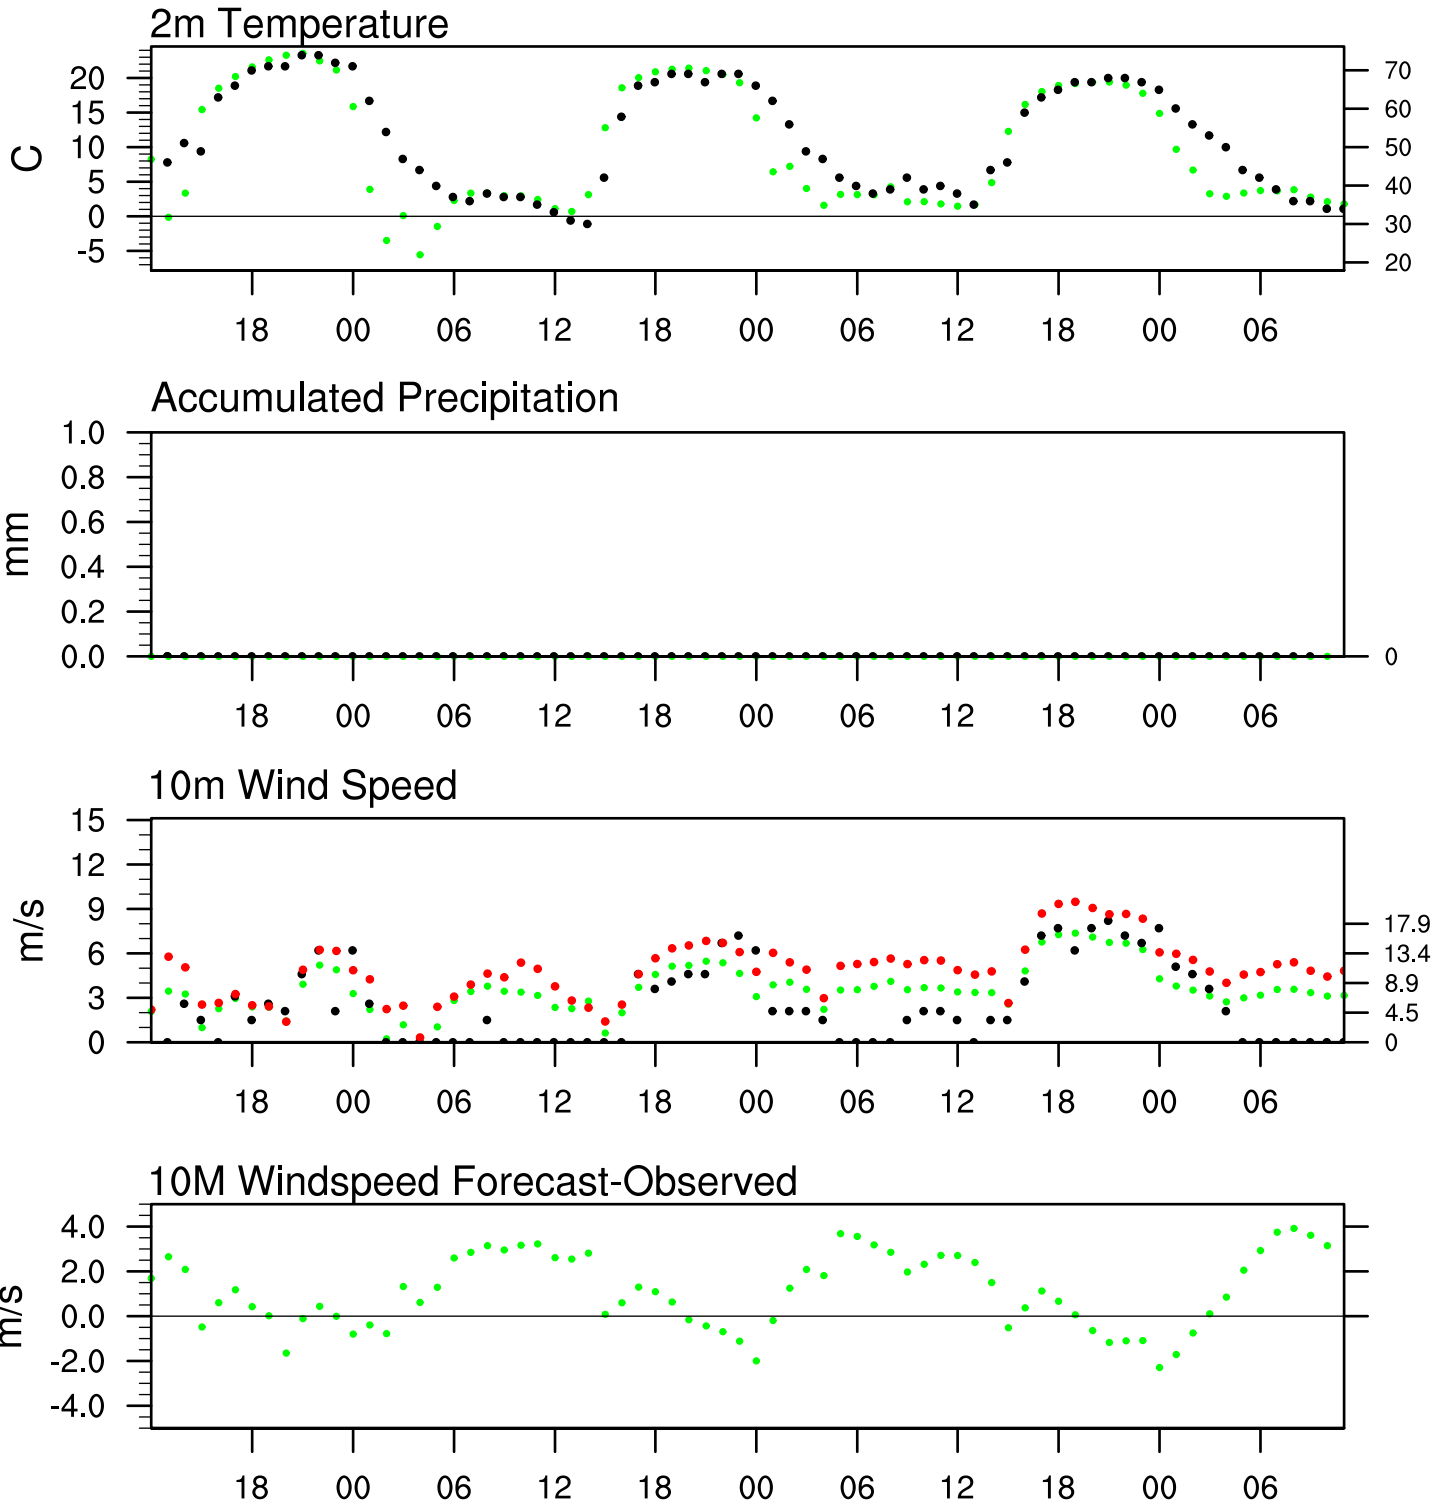 2m Temperature
20
15
10
5
0
-5
C
70
60
50
40
30
20
18 00 06 12 18 00 06 12 18 00 06
Accumulated Precipitation
1.0
0.8
0.6
0.4
0.2
0.0
mm
0
18 00 06 12 18 00 06 12 18 00 06
10m Wind Speed
15
12
9
6
3
0
m/s
17.9
13.4
8.9
4.5
0
18 00 06 12 18 00 06 12 18 00 06
10M Windspeed Forecast-Observed
4.0
2.0
0.0
-2.0
-4.0
m/s
18 00 06 12 18 00 06 12 18 00 06